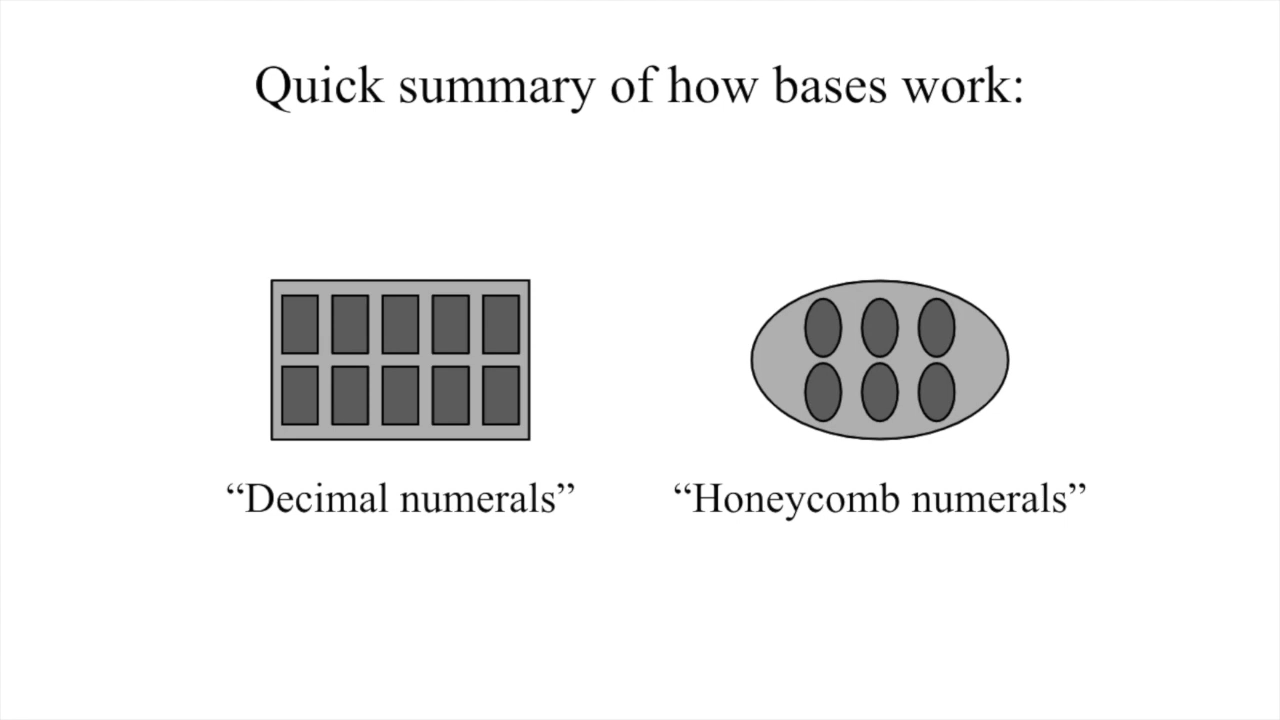 Quick summary of how bases work:
“Decimal numerals”
“Honeycomb numerals”